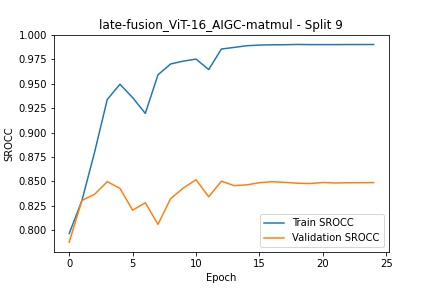 late-fusion_ViT-16_AIGC-matmul - Split 9
1.000
0.975
0.950
0.925
0.900
0.875
0.850
0.825
0.800
SROCC
Train SROCC
Validation SROCC
0 5 10 15 20 25
Epoch